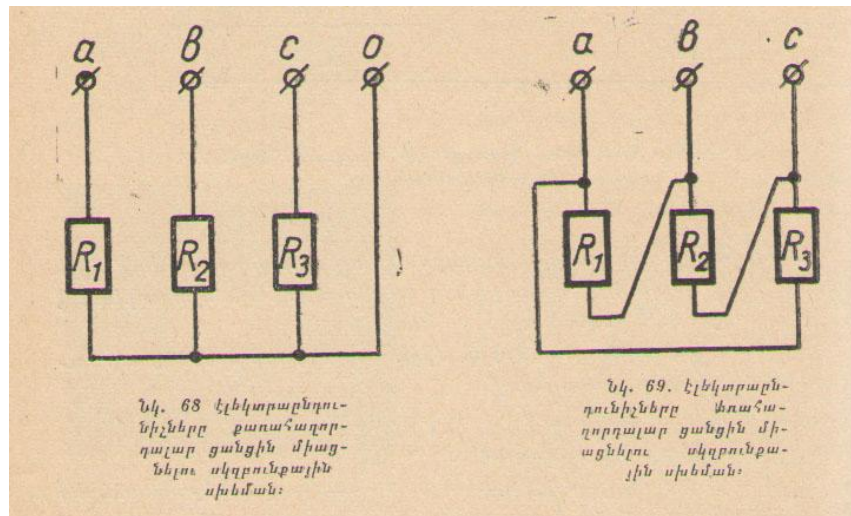 a в c o
R1 R2 R3
Նկ. 68 էլեկտրաընդու-
նիչները քառահաղոր-
դալար ցանցին միաց-
նելու սկզբունքային
սխեման:
a в c
R1 R2 R3
Նկ. 69. էլեկտրաըն-
դունիչները եռահա-
ղորդալար ցանցին մի-
ացնելու սկզբունքա-
յին սխեման: